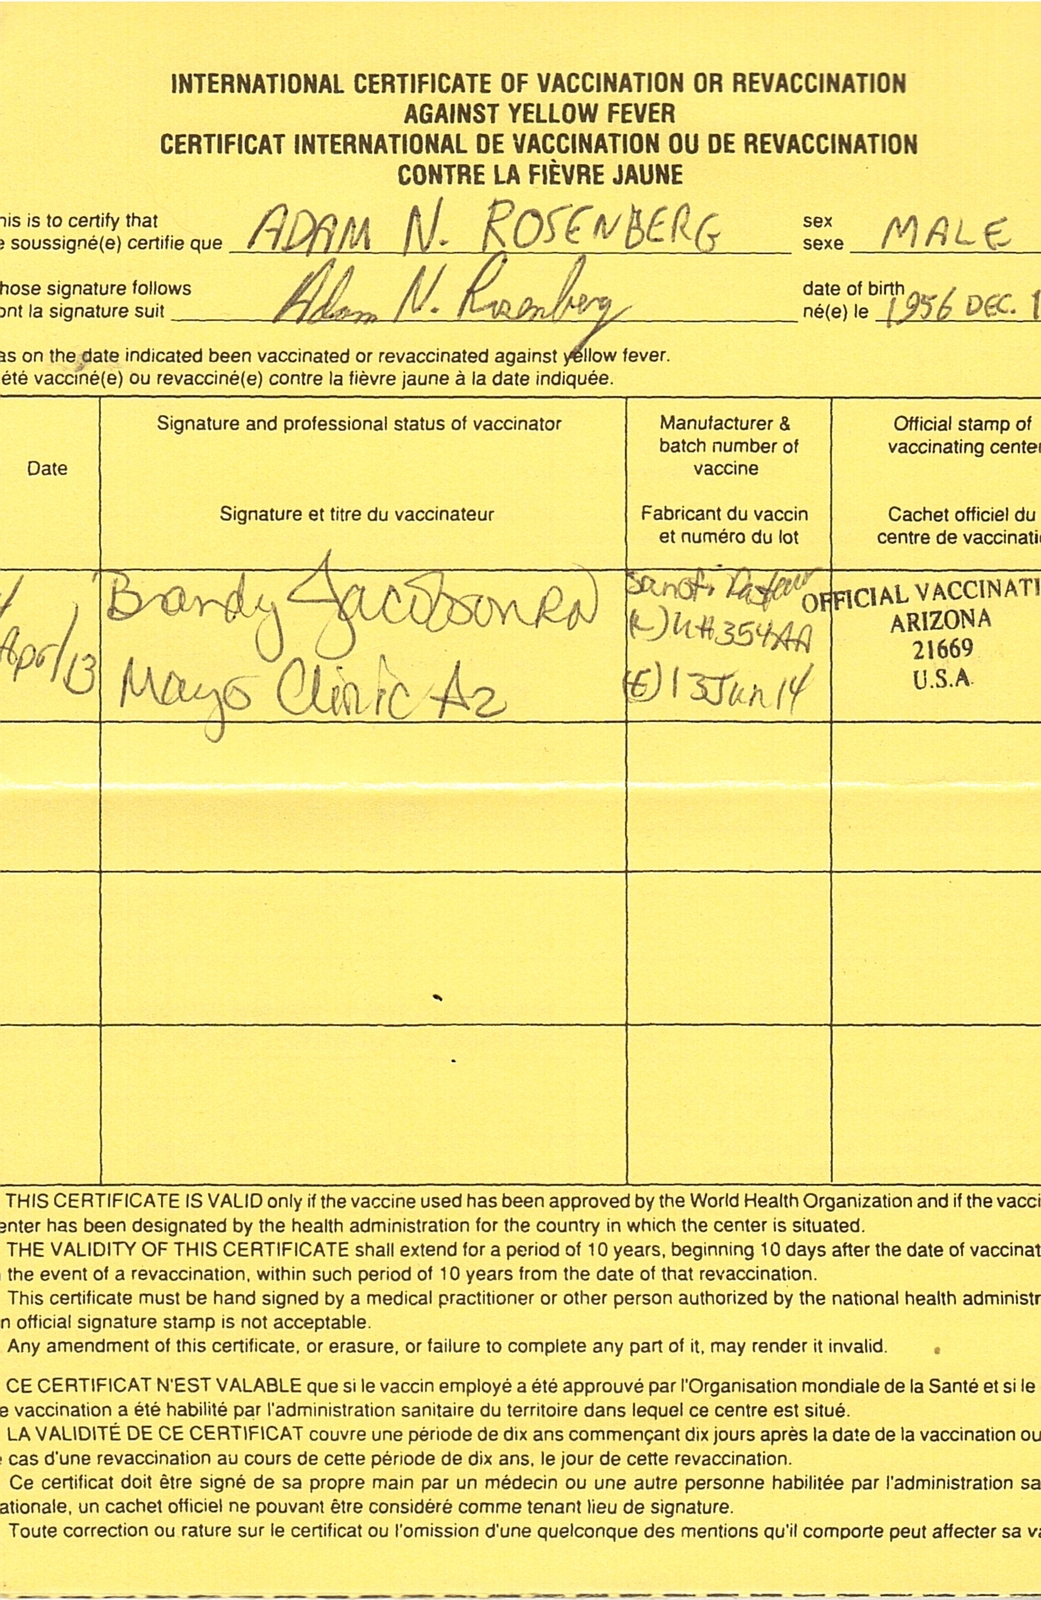 INTERNATIONAL CERTIFICATE OF VACCINATION OR REVACCINATION
AGAINST YELLOW FEVER
CERTIFICAT INTERNATIONAL DE VACCINATION OU DE REVACCINATION
CONTRE LA FIÈVRE JAUNE
his is to certify that
e soussigné(e) certifie que ADAM N. ROSENBERG
sex
sexe MALE
hose signature follows
ont la signature suit Adam N. Rosenberg
date of birth
né(e) le 1956 DEC. 1
as on the date indicated been vaccinated or revaccinated against yellow fever.
été vacciné(e) ou revacciné(e) contre la fièvre jaune à la date indiquée.
Date
Signature and professional status of vaccinator
Signature et titre du vaccinateur
Manufacturer &
batch number of
vaccine
Fabricant du vaccin
et numéro du lot
Official stamp of
vaccinating cente
Cachet officiel du
centre de vaccinati
Apr/13
Brandy Jacobson RN
Mayo Clinic AZ
Sanofi Pasteur
(L) UH354AA
(E) 13Jun14
OFFICIAL VACCINATI
ARIZONA
21669
U.S.A.
THIS CERTIFICATE IS VALID only if the vaccine used has been approved by the World Health Organization and if the vacci
enter has been designated by the health administration for the country in which the center is situated.
THE VALIDITY OF THIS CERTIFICATE shall extend for a period of 10 years, beginning 10 days after the date of vaccinat
the event of a revaccination, within such period of 10 years from the date of that revaccination.
This certificate must be hand signed by a medical practitioner or other person authorized by the national health administr
n official signature stamp is not acceptable.
Any amendment of this certificate, or erasure, or failure to complete any part of it, may render it invalid.
CE CERTIFICAT N'EST VALABLE que si le vaccin employé a été approuvé par l'Organisation mondiale de la Santé et si le
e vaccination a été habilité par l'administration sanitaire du territoire dans lequel ce centre est situé.
LA VALIDITÉ DE CE CERTIFICAT couvre une période de dix ans commençant dix jours après la date de la vaccination ou
cas d'une revaccination au cours de cette période de dix ans, le jour de cette revaccination.
Ce certificat doit être signé de sa propre main par un médecin ou une autre personne habilitée par l'administration sa
ationale, un cachet officiel ne pouvant être considéré comme tenant lieu de signature.
Toute correction ou rature sur le certificat ou l'omission d'une quelconque des mentions qu'il comporte peut affecter sa va